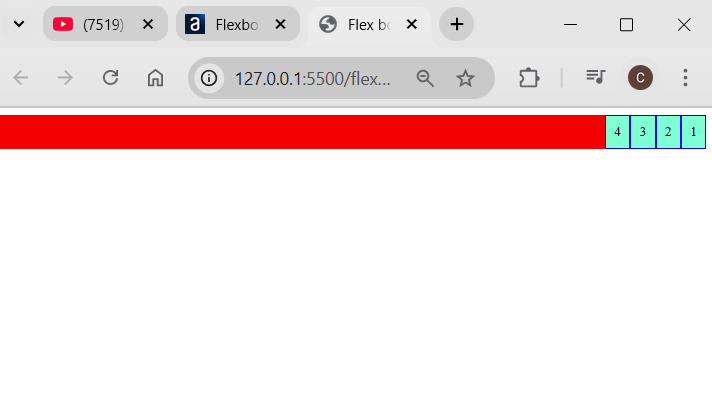 (7519)
Flexbo
Flex bo
127.0.0.1:5500/flex...
C
4 3 2 1